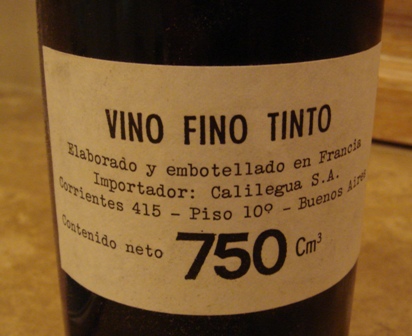 VINO FINO TINTO
Elaborado y embotellado en Francia
Importador: Calilegua S.A.
Corrientes 415 - Piso 10º - Buenos Aires
Contenido neto 750 Cm³